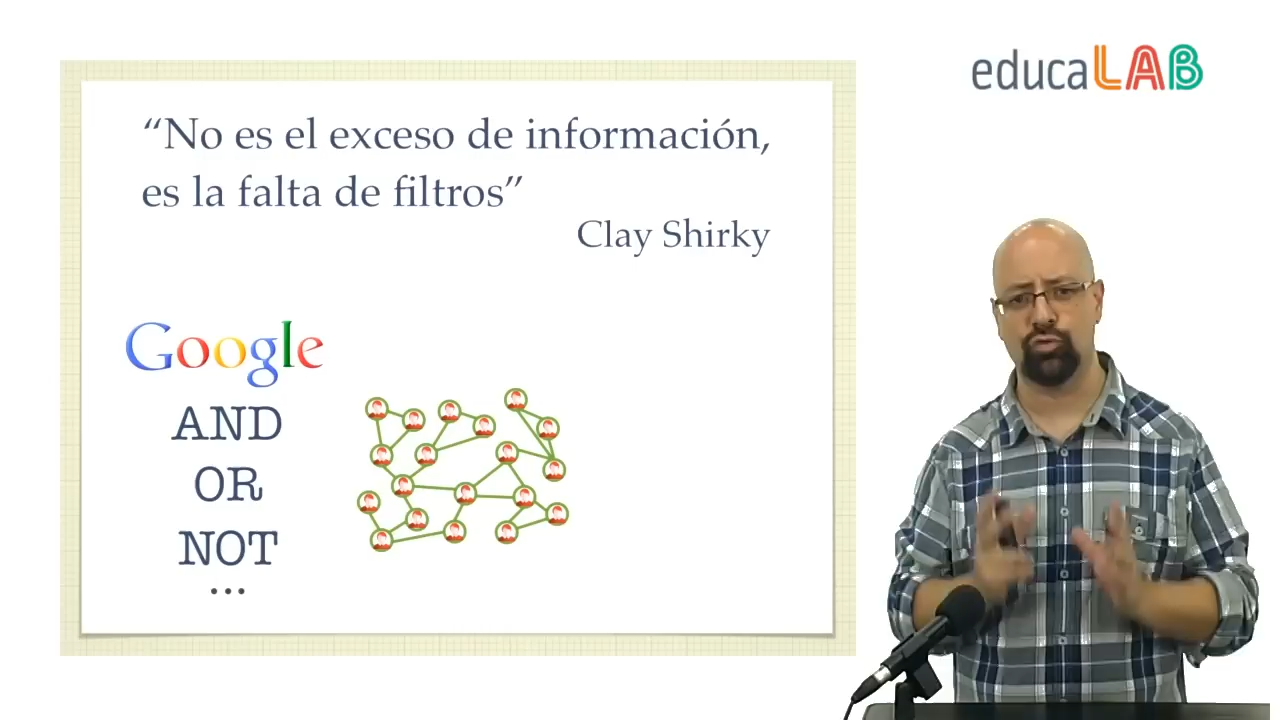 educaLAB
“No es el exceso de información,
es la falta de filtros”
Clay Shirky
Google
AND
OR
NOT
...